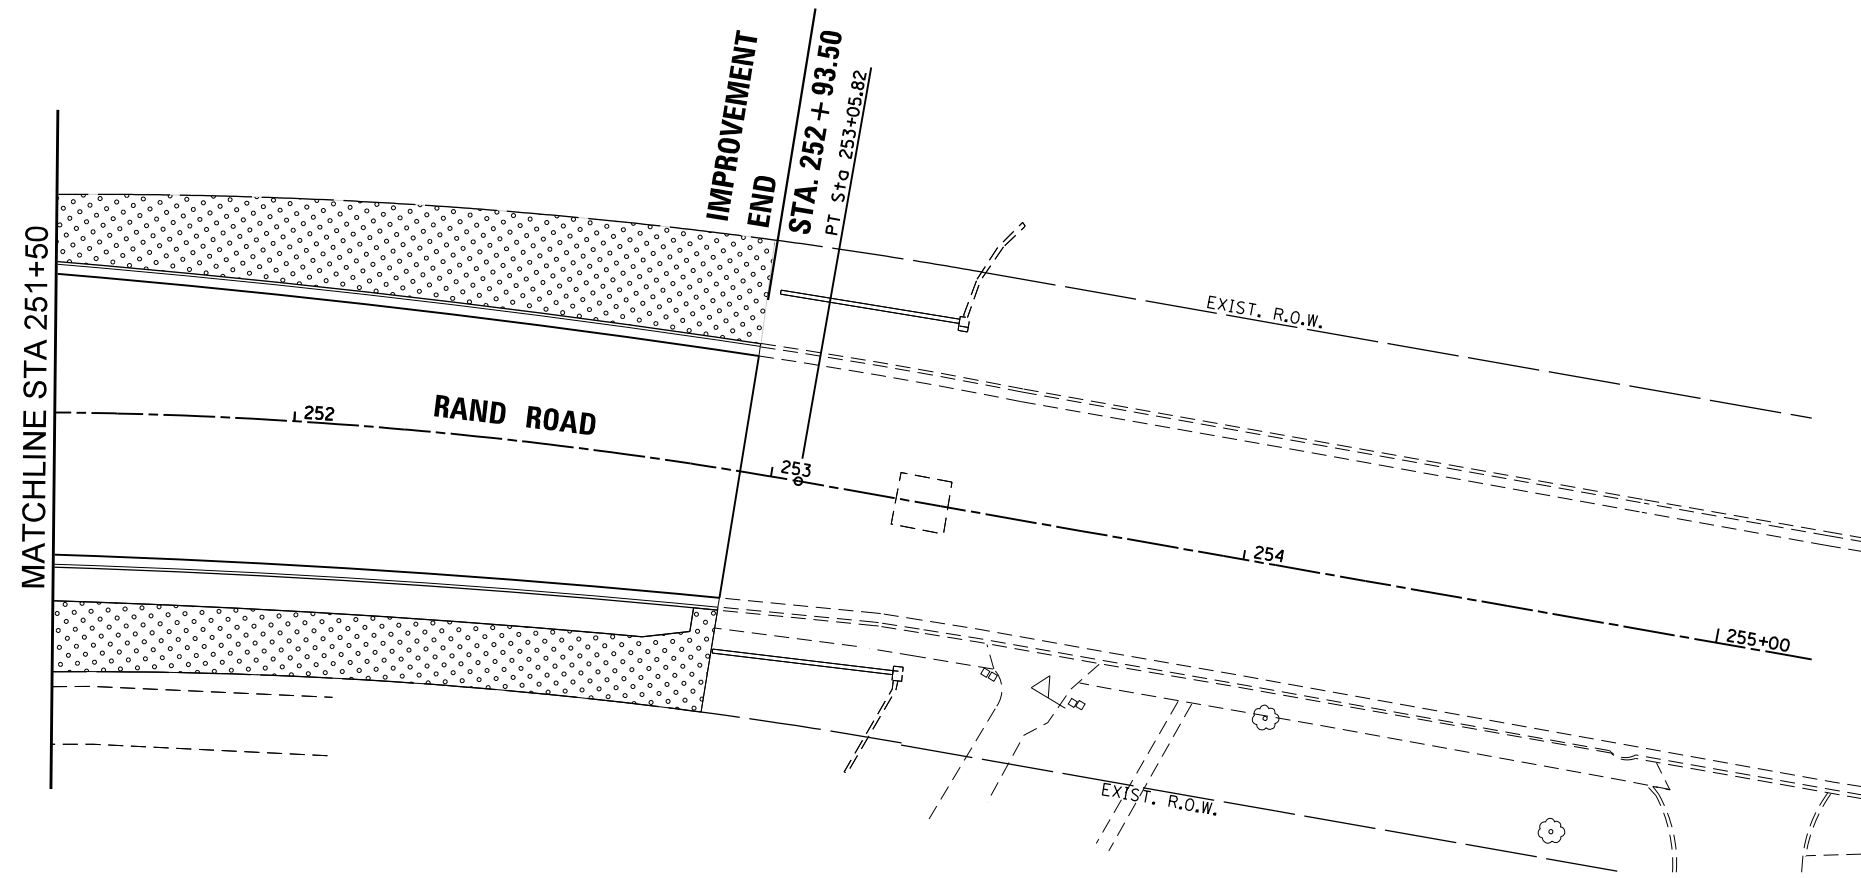 MATCHLINE STA 251+50
IMPROVEMENT
END
STA. 252 + 93.50
PT Sta 253+05.82
EXIST. R.O.W.
252
RAND ROAD
253
254
255+00
EXIST. R.O.W.